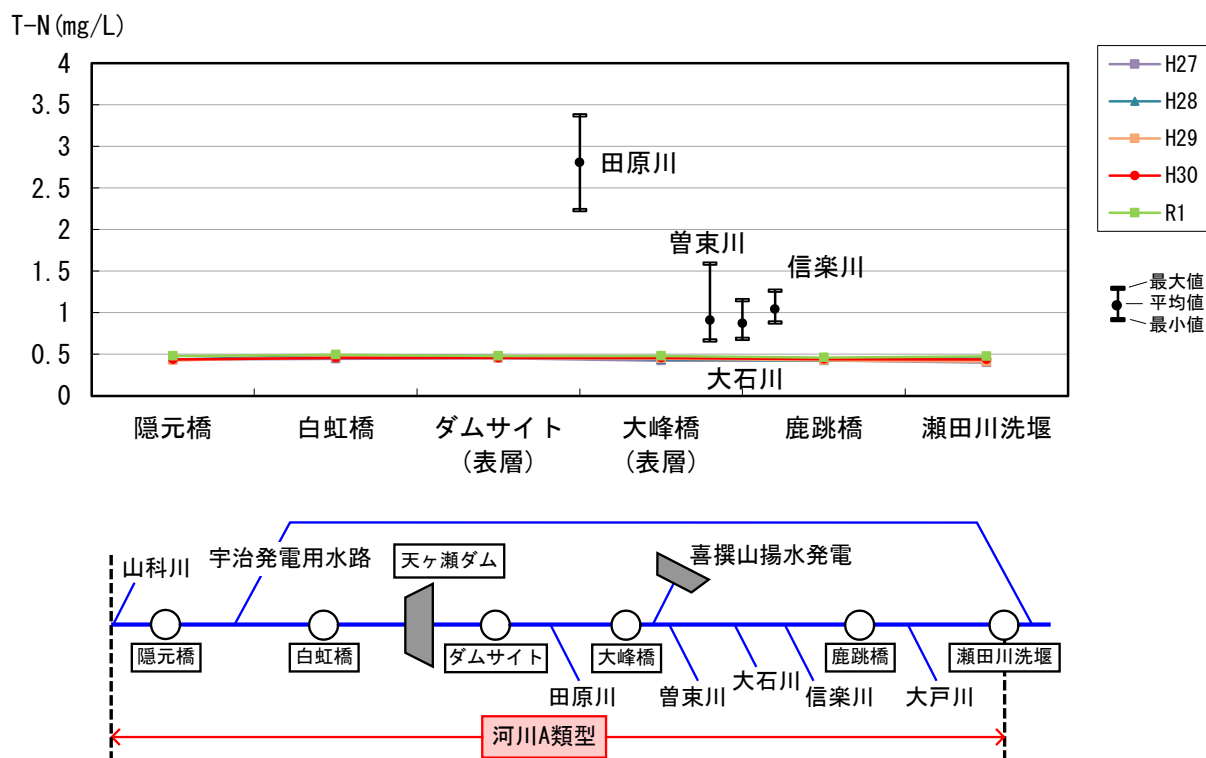 T-N(mg/L)
4
3.5
3
2.5
2
1.5
1
0.5
0
田原川
曽束川
信楽川
大石川
H27
H28
H29
H30
R1
最大値
平均値
最小値
隠元橋
白虹橋
ダムサイト
(表層)
大峰橋
(表層)
鹿跳橋
瀬田川洗堰
山科川
宇治発電用水路
天ヶ瀬ダム
喜撰山揚水発電
隠元橋
白虹橋
ダムサイト
大峰橋
鹿跳橋
瀬田川洗堰
田原川
曽束川
大石川
信楽川
大戸川
河川A類型